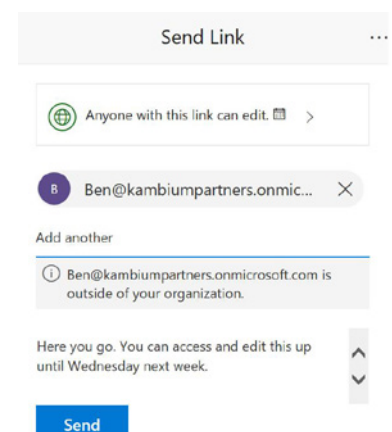 Send Link
Anyone with this link can edit.
B
Ben@kambiumpartners.onmic...
Add another
Ben@kambiumpartners.onmicrosoft.com is
outside of your organization.
Here you go. You can access and edit this up
until Wednesday next week.
Send